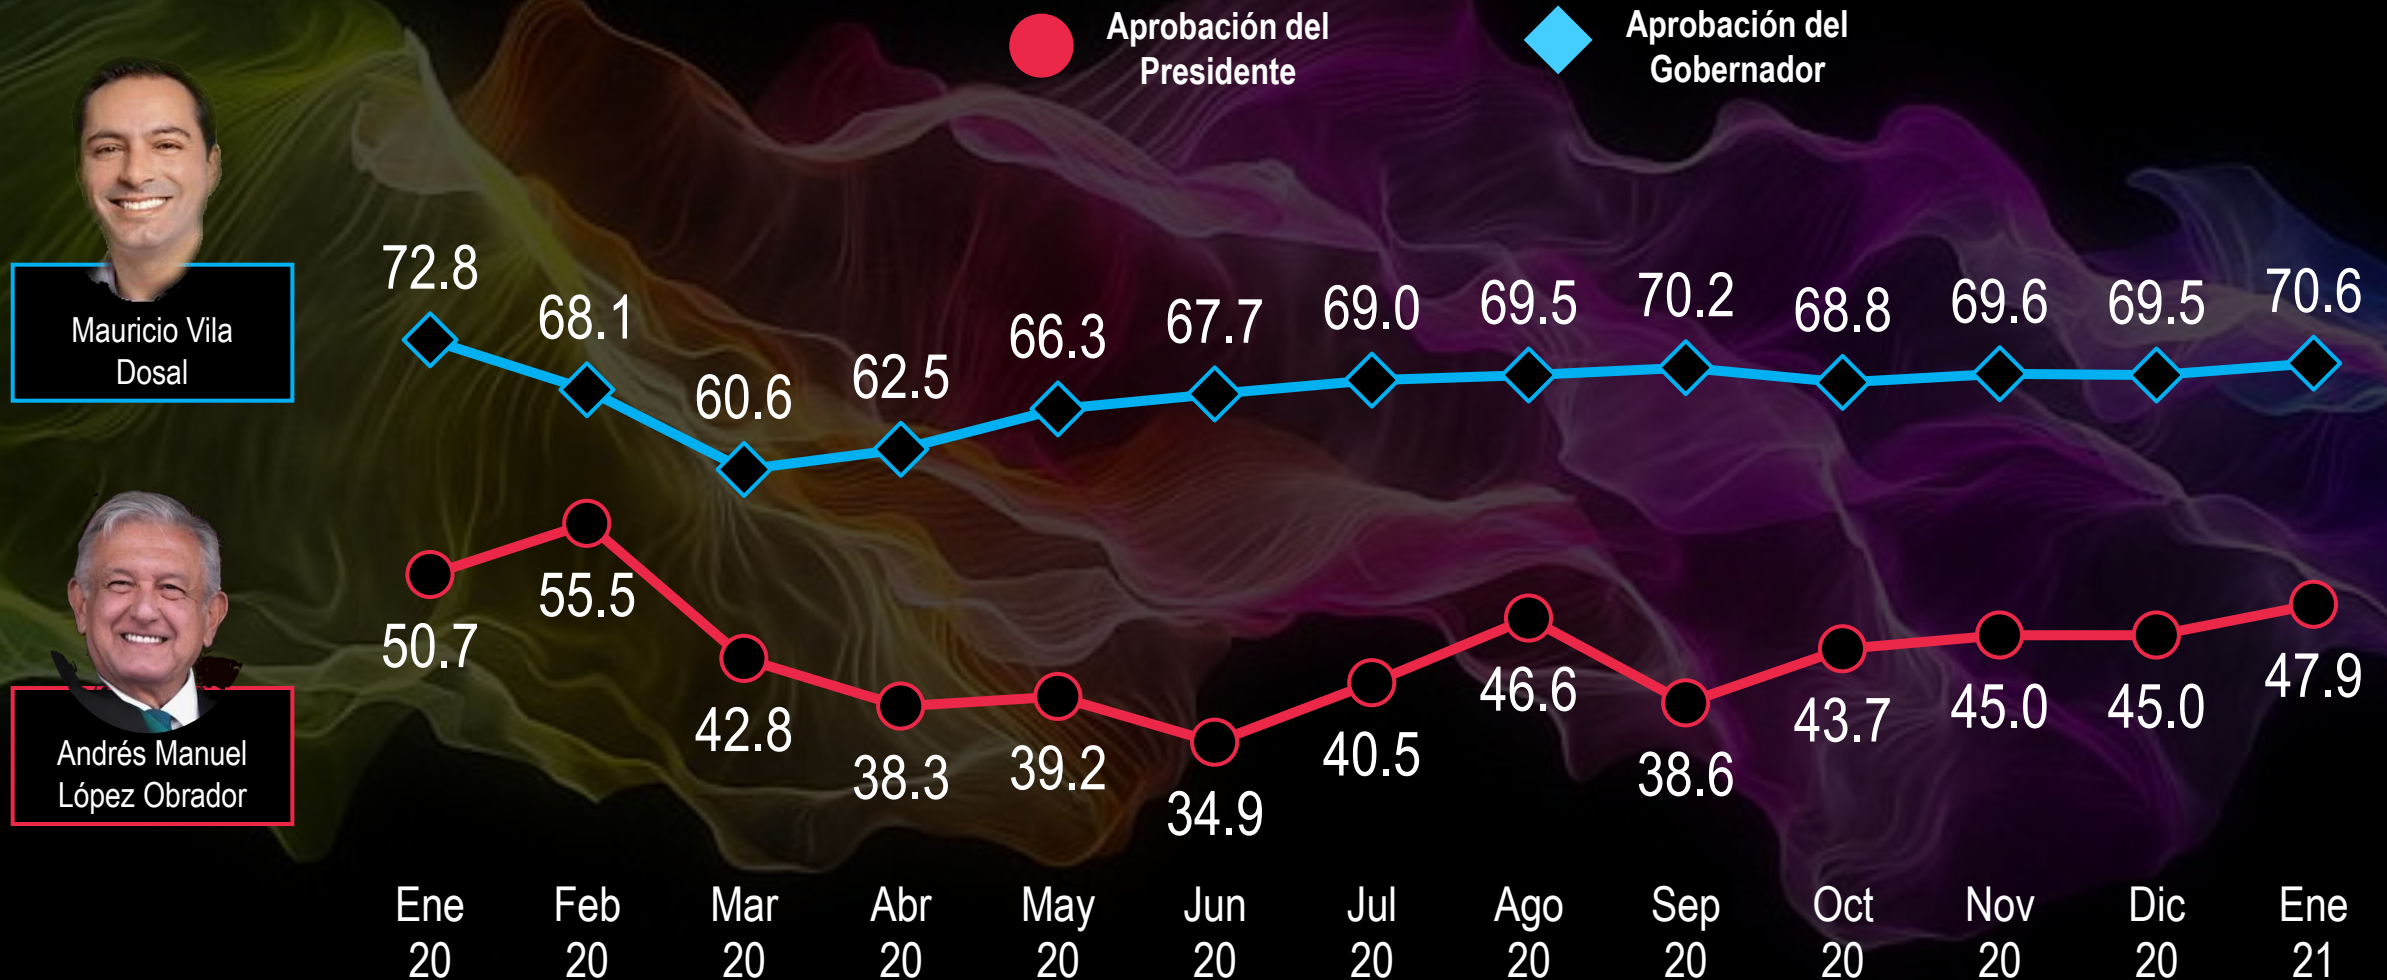 Aprobación del
Presidente
Aprobación del
Gobernador
Mauricio Vila
Dosal
72.8
68.1
60.6
62.5
66.3
67.7
69.0
69.5
70.2
68.8
69.6
69.5
70.6
Andrés Manuel
López Obrador
50.7
55.5
42.8
38.3
39.2
34.9
40.5
46.6
38.6
43.7
45.0
45.0
47.9
Ene
20
Feb
20
Mar
20
Abr
20
May
20
Jun
20
Jul
20
Ago
20
Sep
20
Oct
20
Nov
20
Dic
20
Ene
21